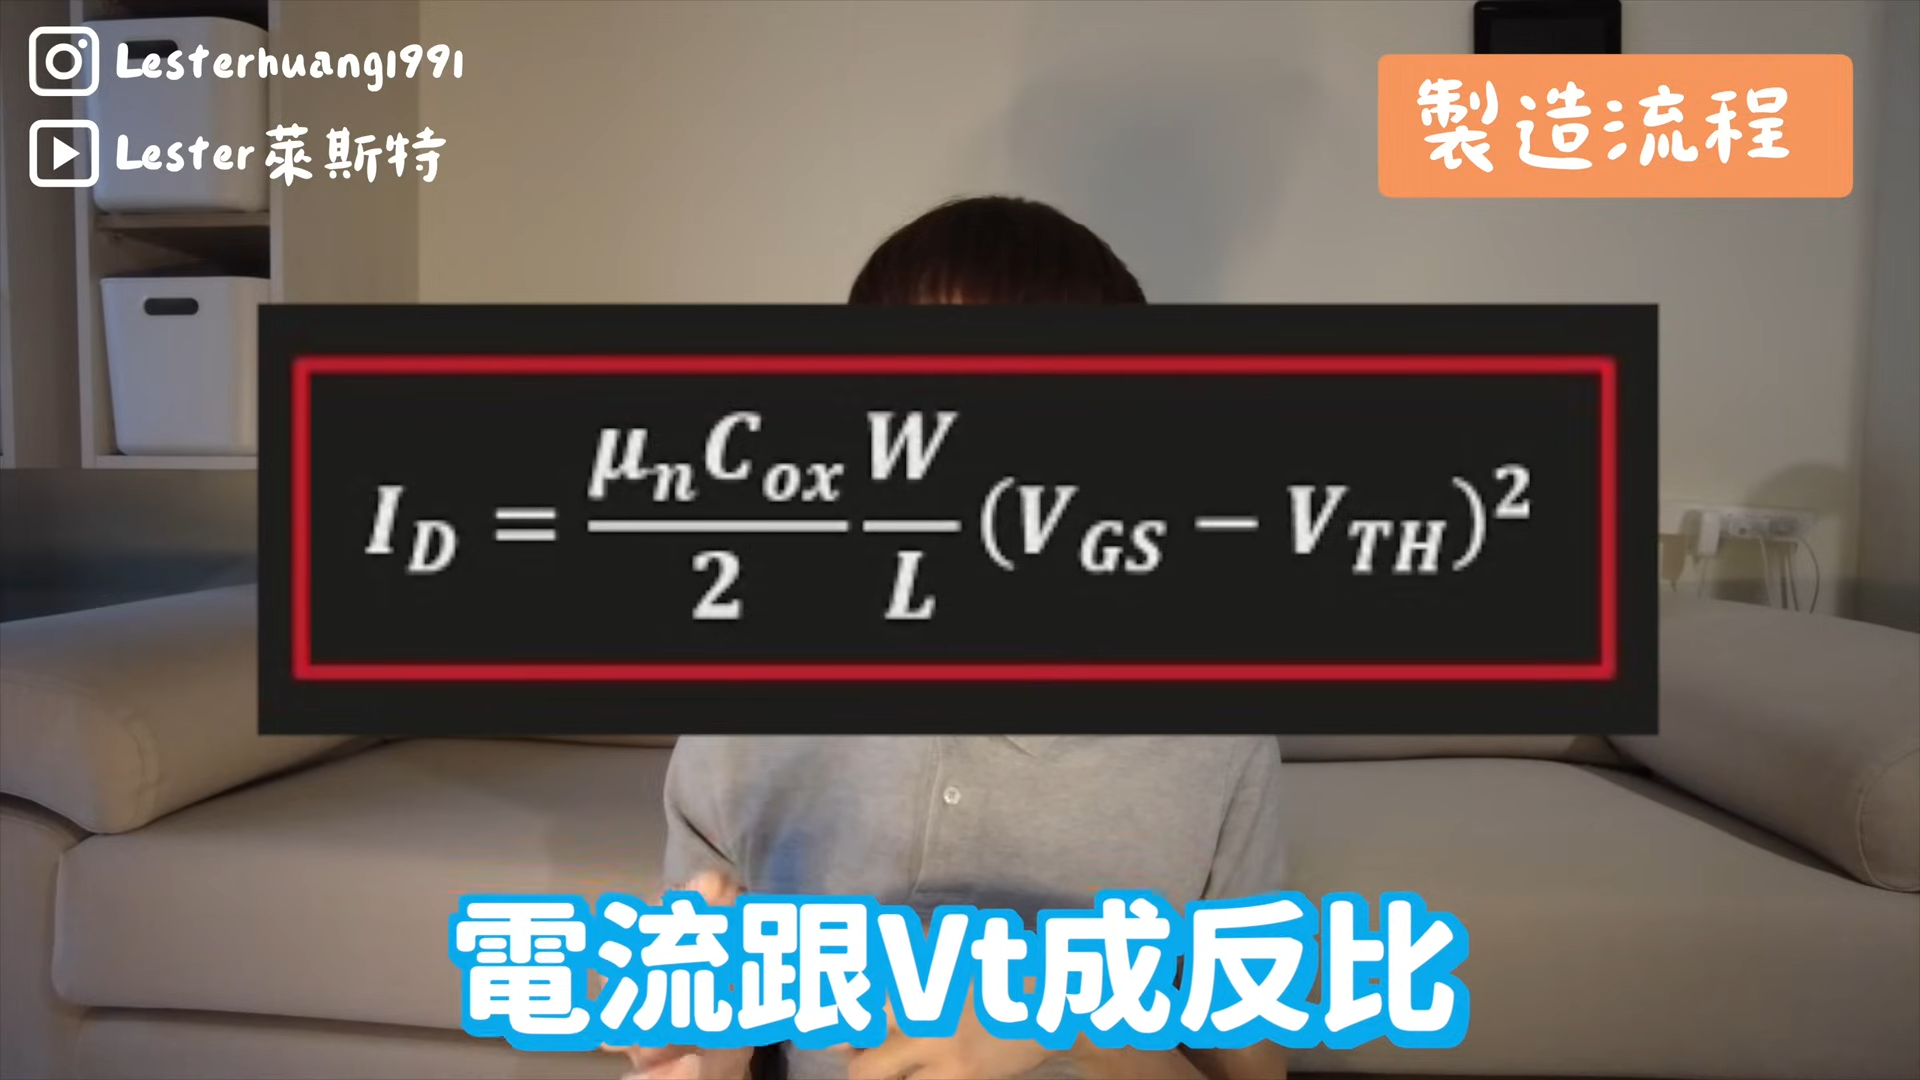 Lesterhuang1991
Lester萊斯特
製造流程
I_D = \frac{μ_n C_{ox}}{2} \frac{W}{L} (V_{GS} − V_{TH})^2
電流跟Vt成反比